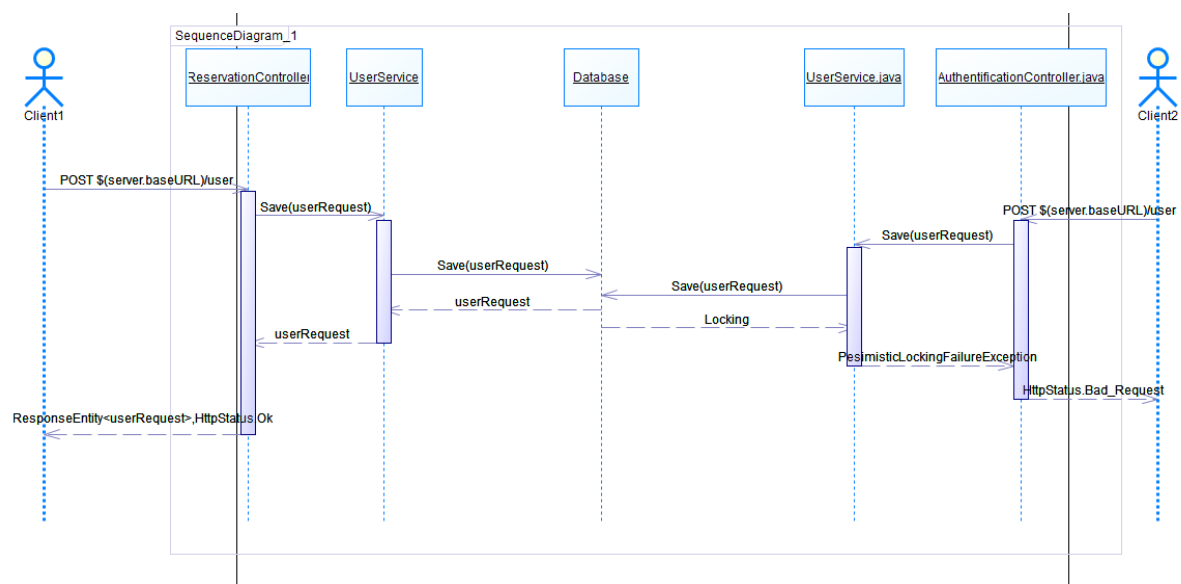 SequenceDiagram_1
ReservationController
UserService
Database
UserService.java
AuthentificationController.java
Client1
Client2
POST $(server.baseURL)/user
Save(userRequest)
POST $(server.baseURL)/user
Save(userRequest)
Save(userRequest)
Save(userRequest)
userRequest
Locking
userRequest
PesimisticLockingFailureException
HttpStatus.Bad_Request
ResponseEntity<userRequest>,HttpStatus.Ok